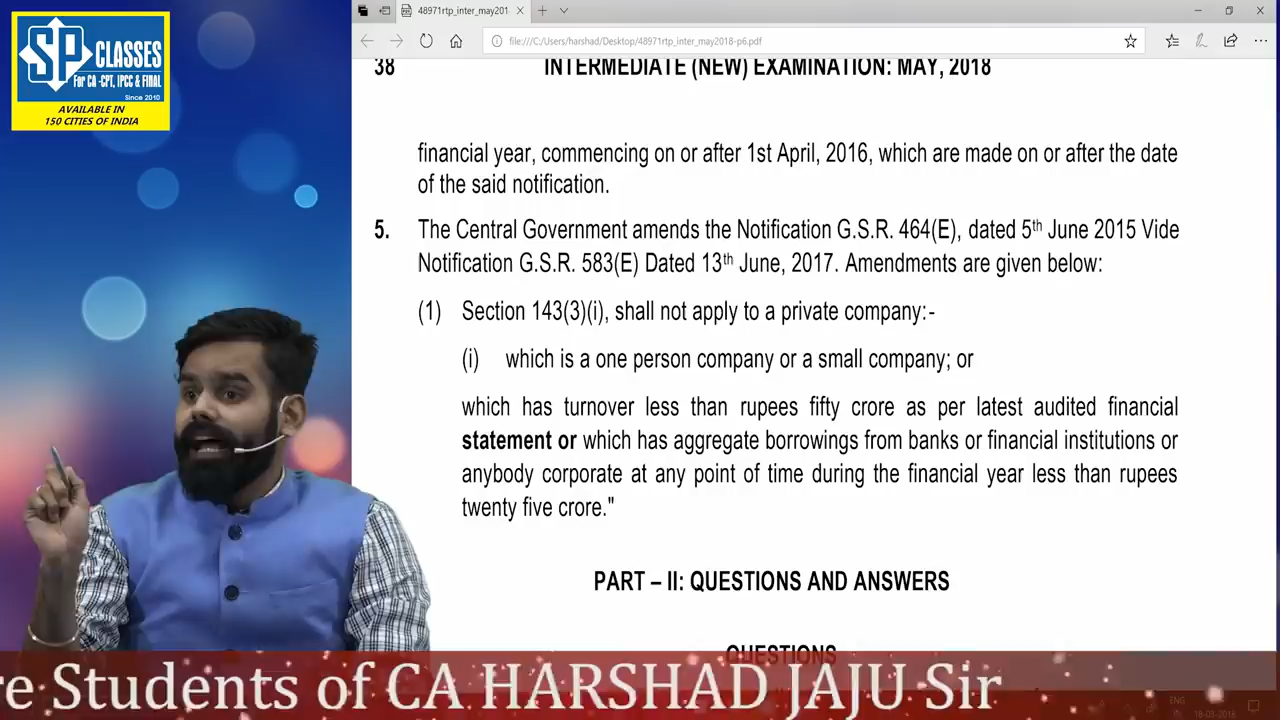 SP
CLASSES
For CA -CPT, IPCC & FINAL
Since 2010
AVAILABLE IN
150 CITIES OF INDIA
48971rtp_inter_may201
file:///C:/Users/harshad/Desktop/48971rtp_inter_may2018-p6.pdf
38 INTERMEDIATE (NEW) EXAMINATION: MAY, 2018
financial year, commencing on or after 1st April, 2016, which are made on or after the date
of the said notification.
5. The Central Government amends the Notification G.S.R. 464(E), dated 5th June 2015 Vide
Notification G.S.R. 583(E) Dated 13th June, 2017. Amendments are given below:
(1) Section 143(3)(i), shall not apply to a private company:-
(i) which is a one person company or a small company; or
which has turnover less than rupees fifty crore as per latest audited financial
statement or which has aggregate borrowings from banks or financial institutions or
anybody corporate at any point of time during the financial year less than rupees
twenty five crore."
PART – II: QUESTIONS AND ANSWERS
QUESTIONS
re Students of CA HARSHAD JAJU Sir
ENG
IN 18-03-2018